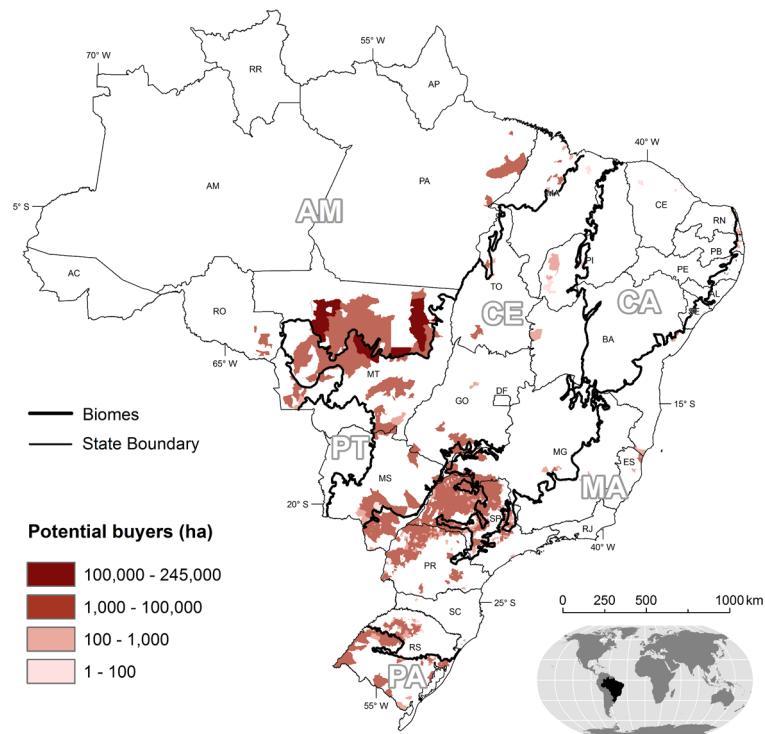 55° W
70° W
RR
AP
40° W
AM
PA
MA
CE
5° S
AM
RN
PI
PB
AC
PE
TO
CA
AL
CE
SE
RO
BA
65° W
MT
DF
15° S
Biomes
GO
State Boundary
PT
MG
ES
MS
MA
20° S
SP
RJ
Potential buyers (ha)
40° W
100,000 - 245,000
PR
1,000 - 100,000
SC
25° S
0 250 500 1000 km
100 - 1,000
RS
1 - 100
PA
55° W